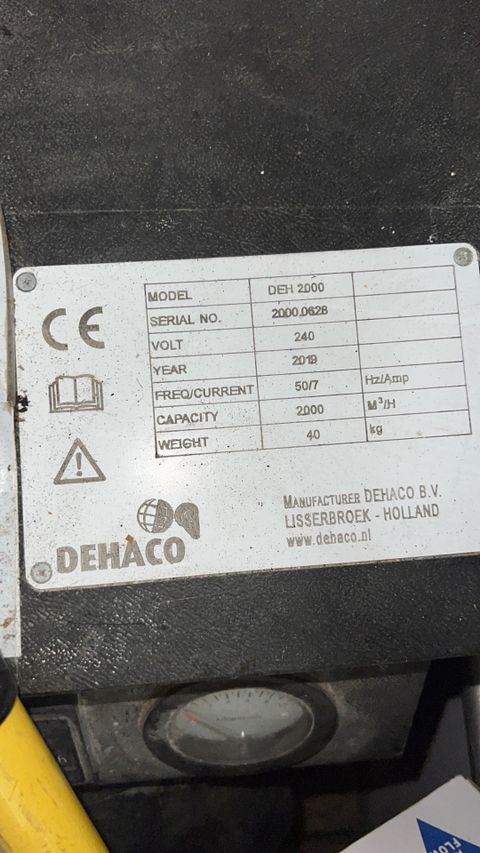 CE
MODEL DEH 2000
SERIAL NO. 2000.0628
VOLT 240
YEAR 2019
FREQ/CURRENT 50/7 Hz/Amp
CAPACITY 2000 M³/H
WEIGHT 40 kg
DEHACO
MANUFACTURER DEHACO B.V.
LISSERBROEK - HOLLAND
www.dehaco.nl